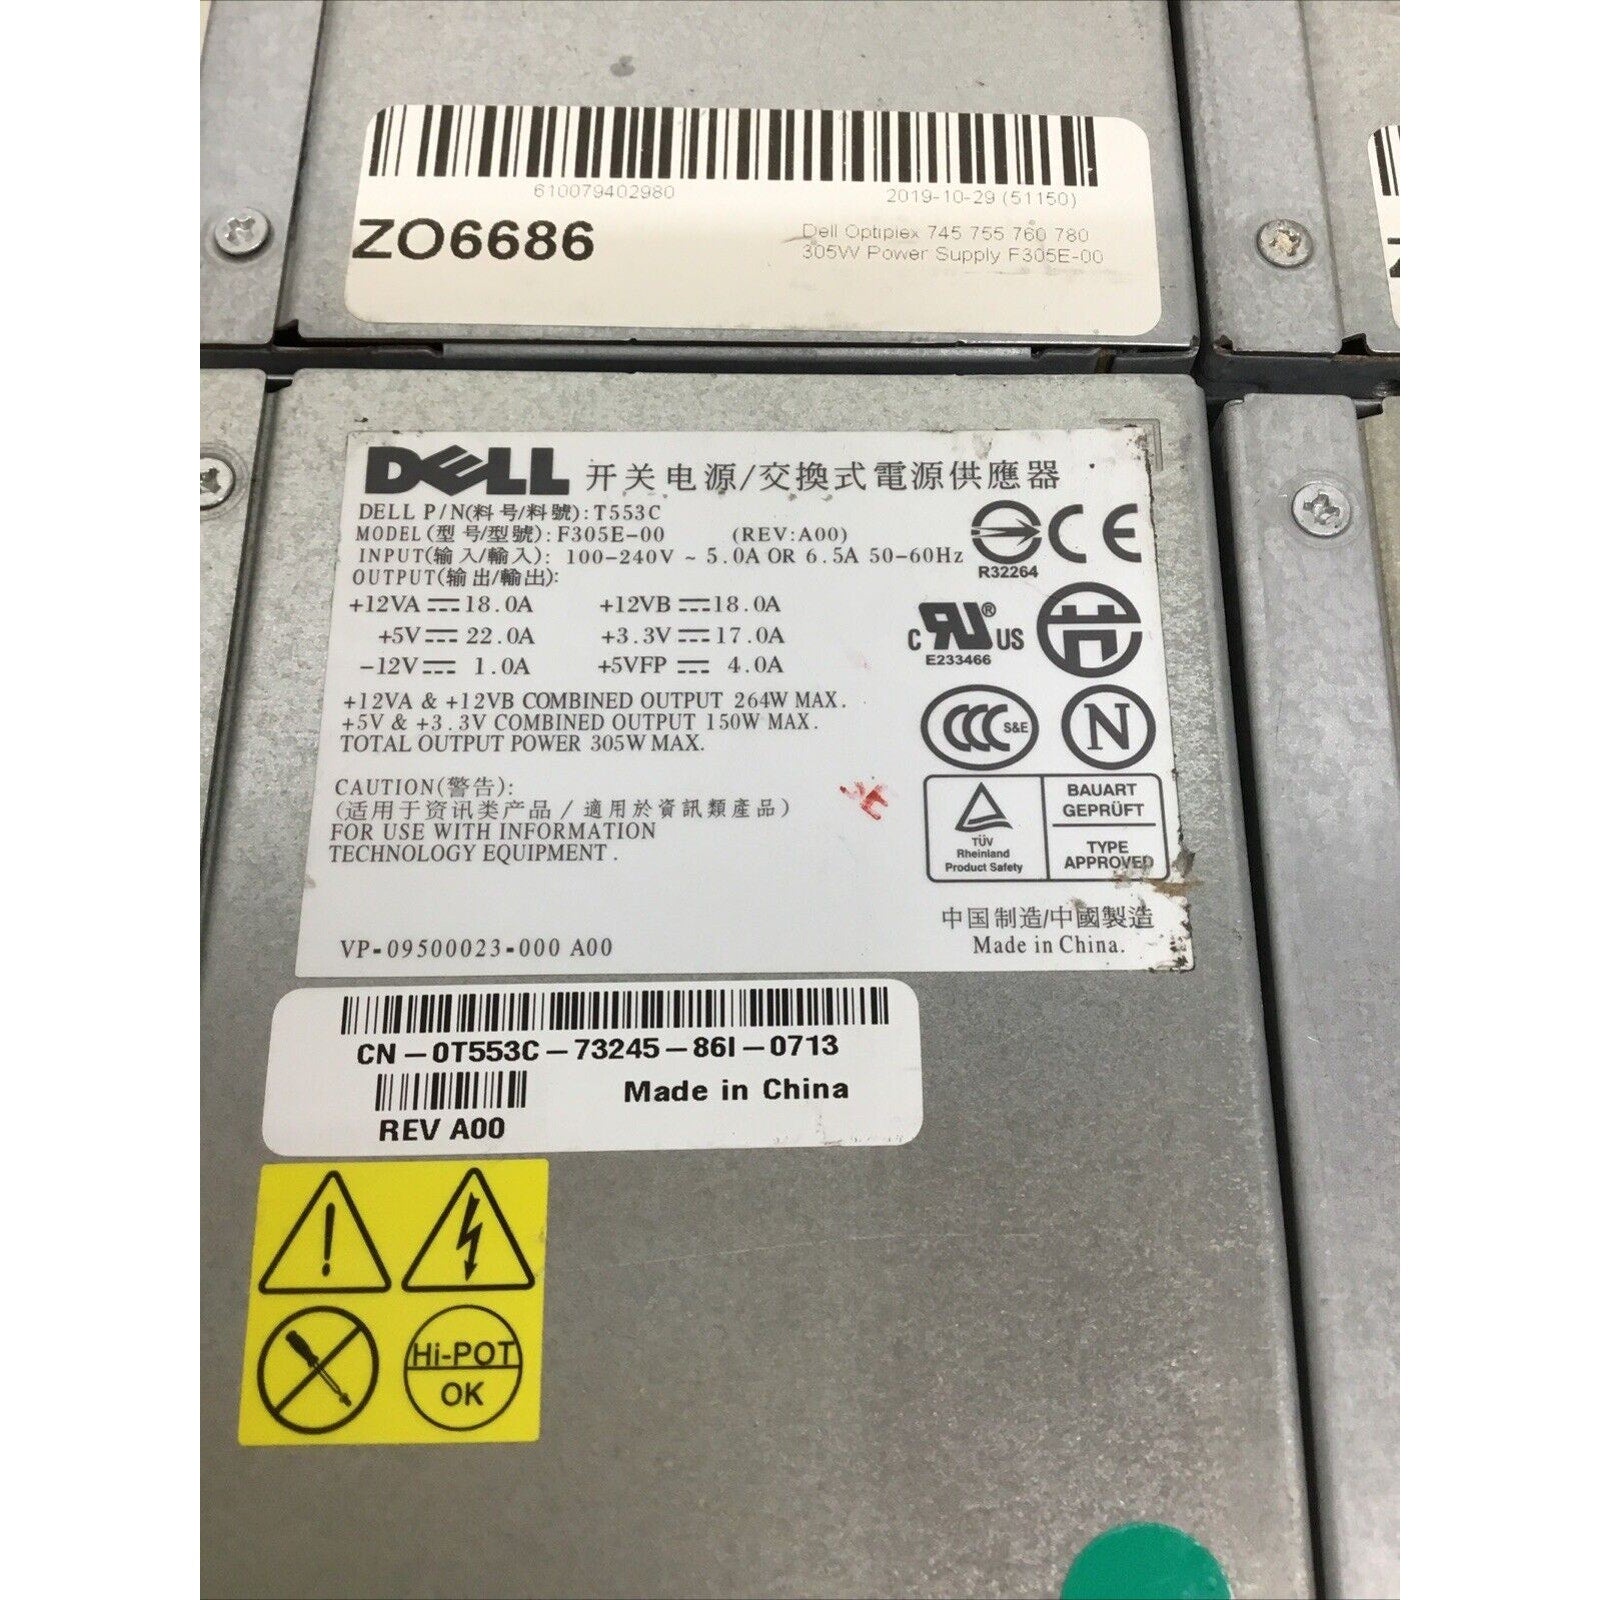 610079402980 2019-10-29 (51150)
ZO6686
Dell Optiplex 745 755 760 780
305W Power Supply F305E-00
DELL 开关电源/交換式電源供應器
DELL P/N(料号/料號): T553C
MODEL(型号/型號): F305E-00 (REV:A00)
INPUT(输入/輸入): 100-240V ~ 5.0A OR 6.5A 50-60Hz
OUTPUT(输出/輸出):
+12VA ⎓ 18.0A +12VB ⎓ 18.0A
+5V ⎓ 22.0A +3.3V ⎓ 17.0A
-12V ⎓ 1.0A +5VFP ⎓ 4.0A
+12VA & +12VB COMBINED OUTPUT 264W MAX.
+5V & +3.3V COMBINED OUTPUT 150W MAX.
TOTAL OUTPUT POWER 305W MAX.
CAUTION(警告):
(适用于资讯类产品 / 適用於資訊類產品)
FOR USE WITH INFORMATION
TECHNOLOGY EQUIPMENT .
VP-09500023-000 A00
CE
R32264
C RU ® US
E233466
CCC S&E
N
TÜV
Rheinland
Product Safety
BAUART
GEPRÜFT
TYPE
APPROVED
中国制造/中國製造
Made in China.
CN-0T553C-73245-86I-0713
Made in China
REV A00
Hi-POT
OK